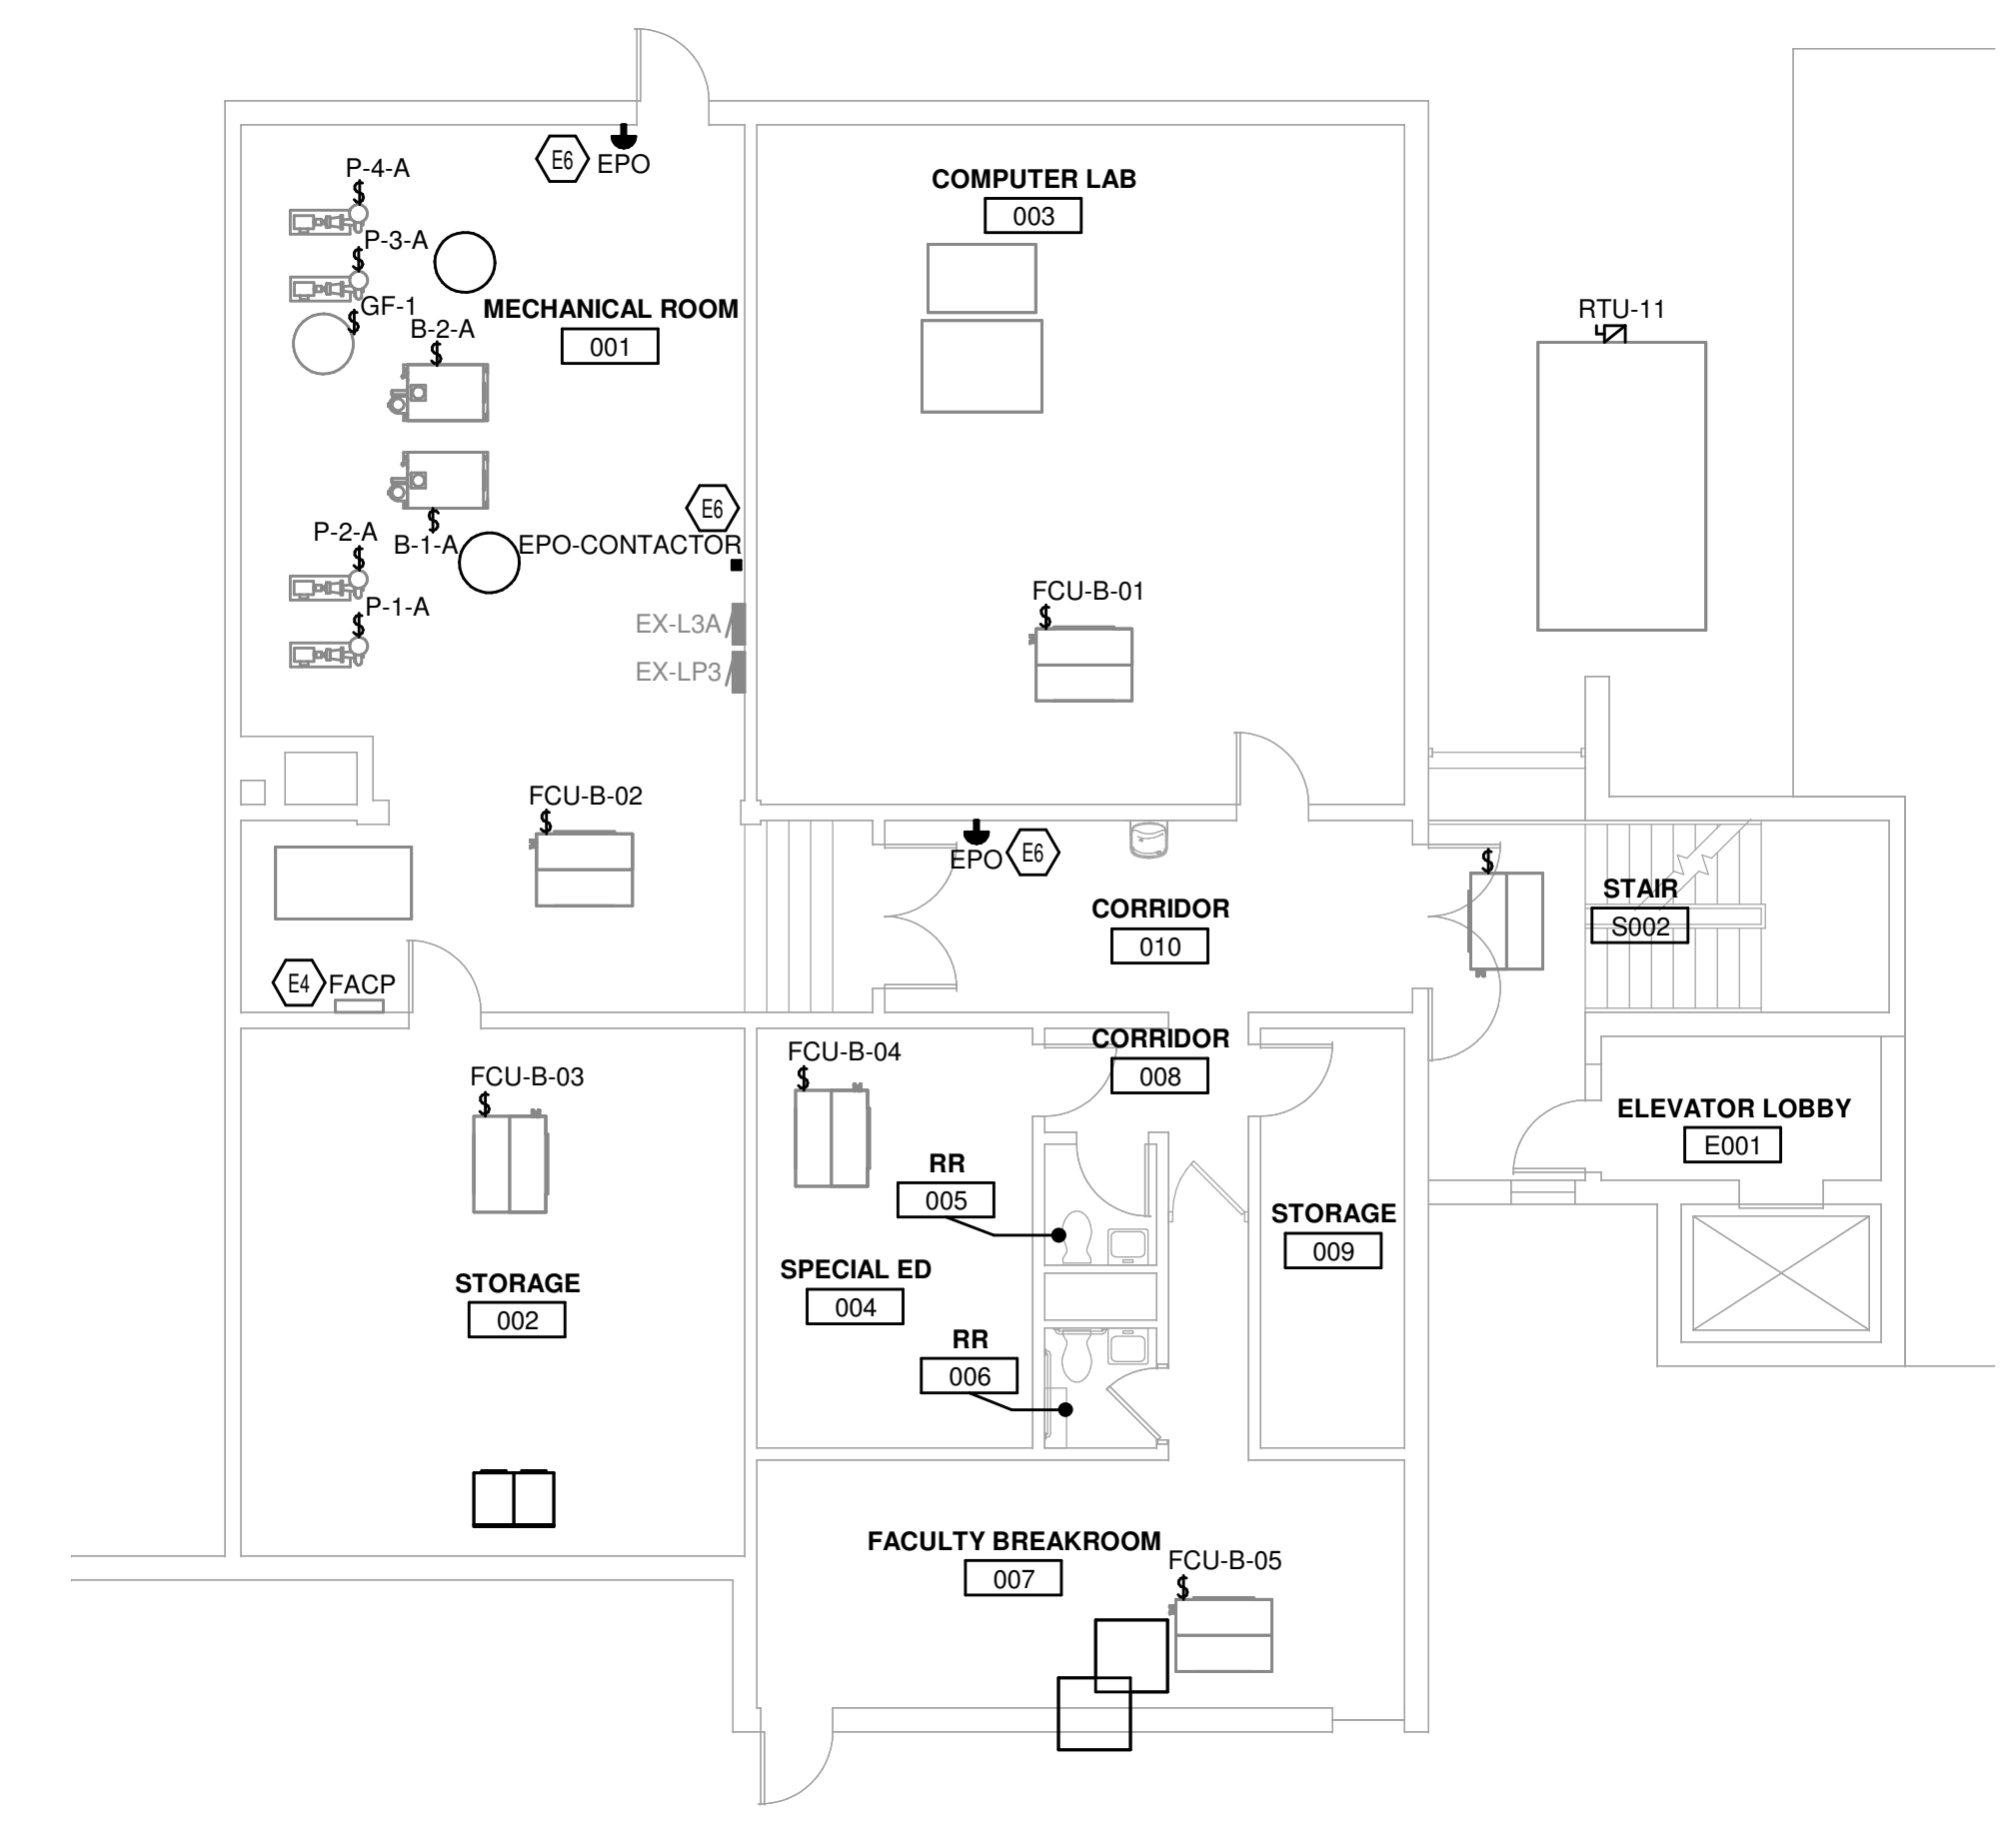 E6
EPO
P-4-A
$
COMPUTER LAB
003
P-3-A
$
GF-1
$
MECHANICAL ROOM
001
RTU-11
B-2-A
$
E6
$
B-1-A
EPO-CONTACTOR
P-2-A
$
FCU-B-01
$
P-1-A
$
EX-L3A
EX-LP3
FCU-B-02
$
EPO
E6
$
STAIR
S002
CORRIDOR
010
E4
FACP
CORRIDOR
008
FCU-B-04
$
FCU-B-03
$
ELEVATOR LOBBY
E001
RR
005
STORAGE
009
SPECIAL ED
004
STORAGE
002
RR
006
FACULTY BREAKROOM
007
FCU-B-05
$